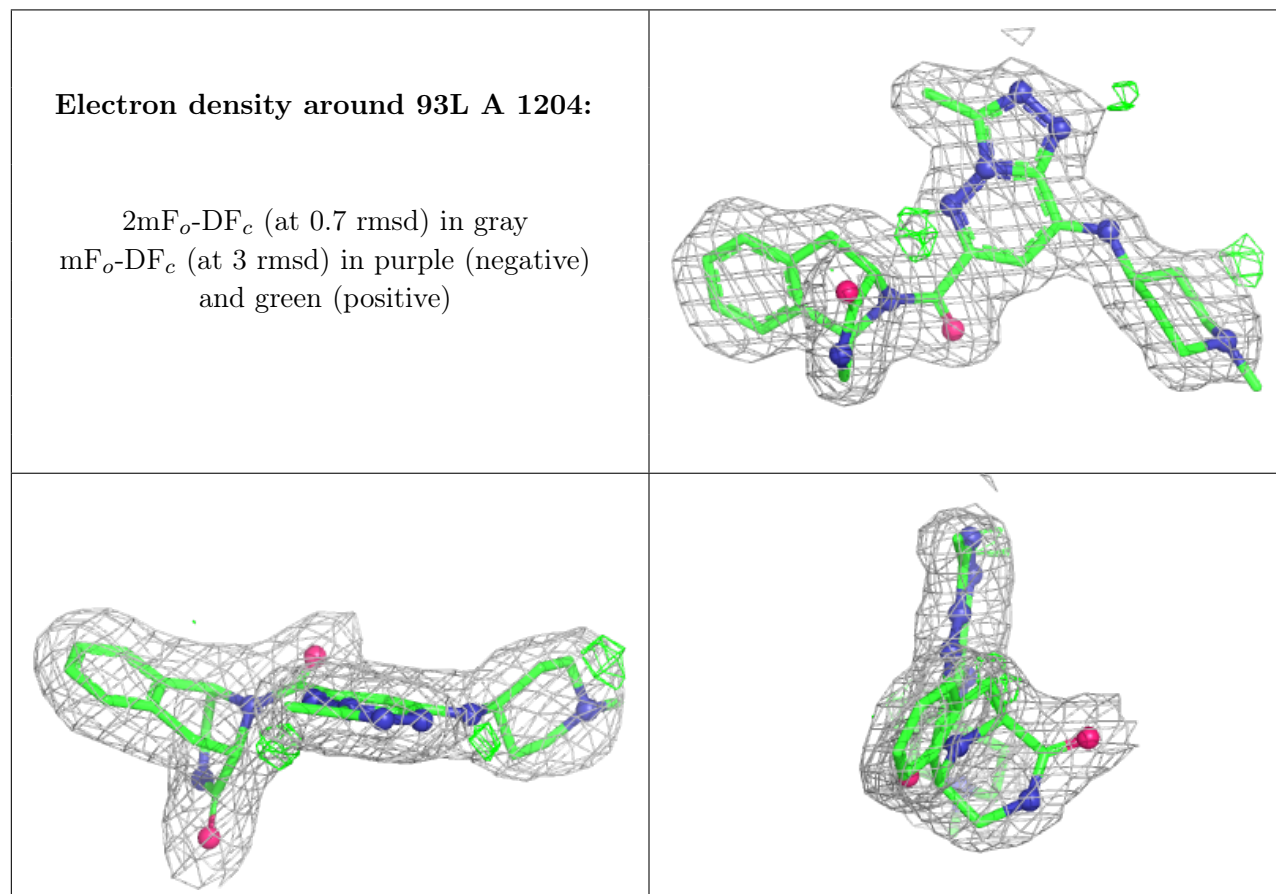 Electron density around 93L A 1204:
2mFo-DFc (at 0.7 rmsd) in gray
mFo-DFc (at 3 rmsd) in purple (negative)
and green (positive)